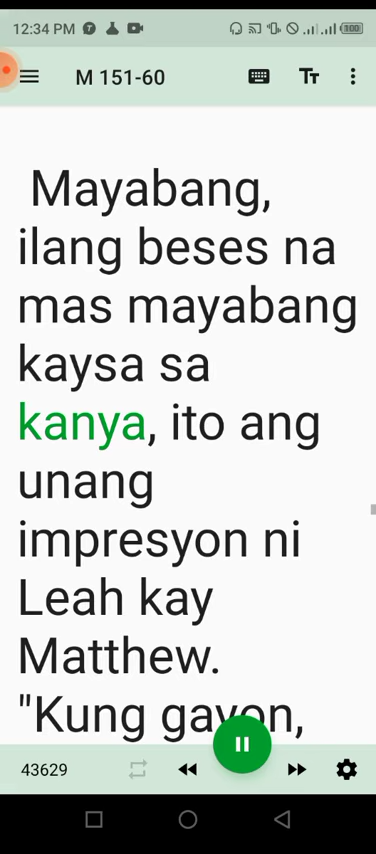 12:34 PM
100
M 151-60
Mayabang,
ilang beses na
mas mayabang
kaysa sa
kanya, ito ang
unang
impresyon ni
Leah kay
Matthew.
"Kung gayon,
43629